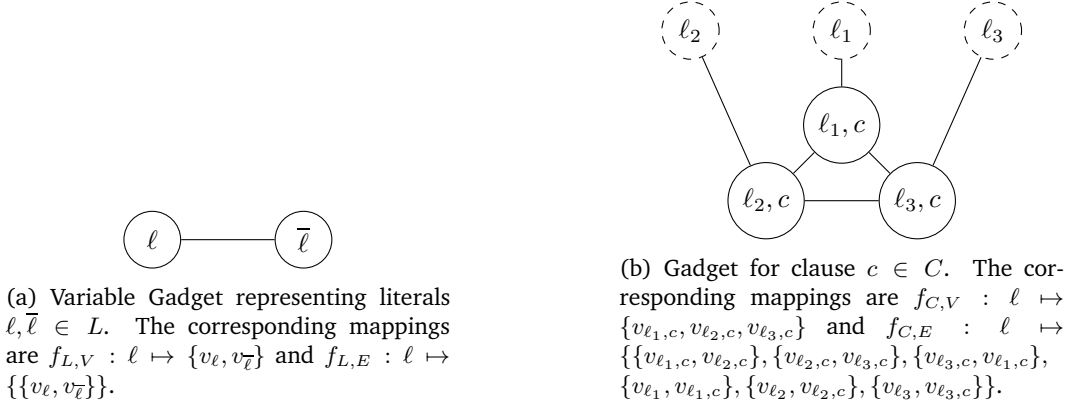 ℓ₂ ℓ₁ ℓ₃
ℓ₁, c
ℓ₂, c ℓ₃, c
ℓ ℓ̅
(a) Variable Gadget representing literals
ℓ, ℓ̅ ∈ L. The corresponding mappings
are f_{L,V} : ℓ ↦ {v_ℓ, v_ℓ̅} and f_{L,E} : ℓ ↦
{{v_ℓ, v_ℓ̅}}.
(b) Gadget for clause c ∈ C. The cor-
responding mappings are f_{C,V} : ℓ ↦
{v_{ℓ₁,c}, v_{ℓ₂,c}, v_{ℓ₃,c}} and f_{C,E} : ℓ ↦
{{v_{ℓ₁,c}, v_{ℓ₂,c}}, {v_{ℓ₂,c}, v_{ℓ₃,c}}, {v_{ℓ₃,c}, v_{ℓ₁,c}},
{v_{ℓ₁}, v_{ℓ₁,c}}, {v_{ℓ₂}, v_{ℓ₂,c}}, {v_{ℓ₃}, v_{ℓ₃,c}}}.